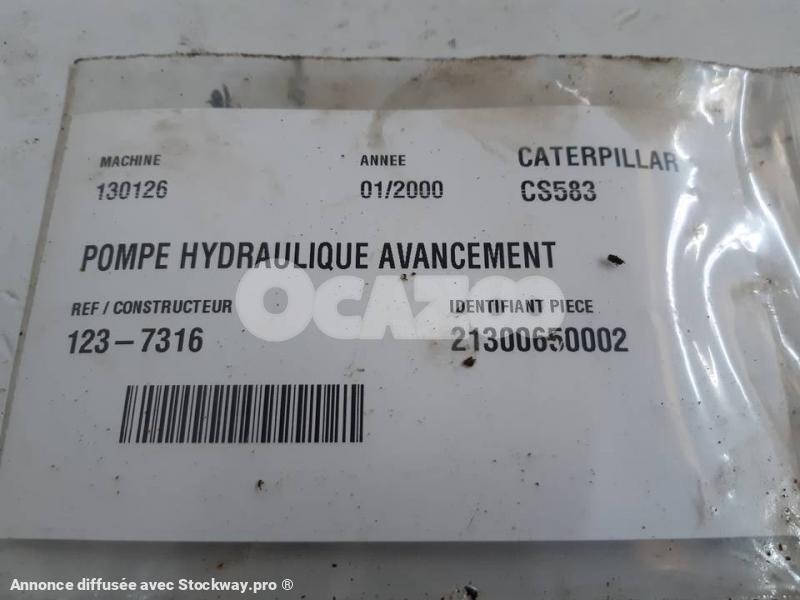 MACHINE ANNEE CATERPILLAR
130126 01/2000 CS583
POMPE HYDRAULIQUE AVANCEMENT
REF / CONSTRUCTEUR IDENTIFIANT PIECE
123-7316 21300650002
OCAZOO
Annonce diffusée avec Stockway.pro ®